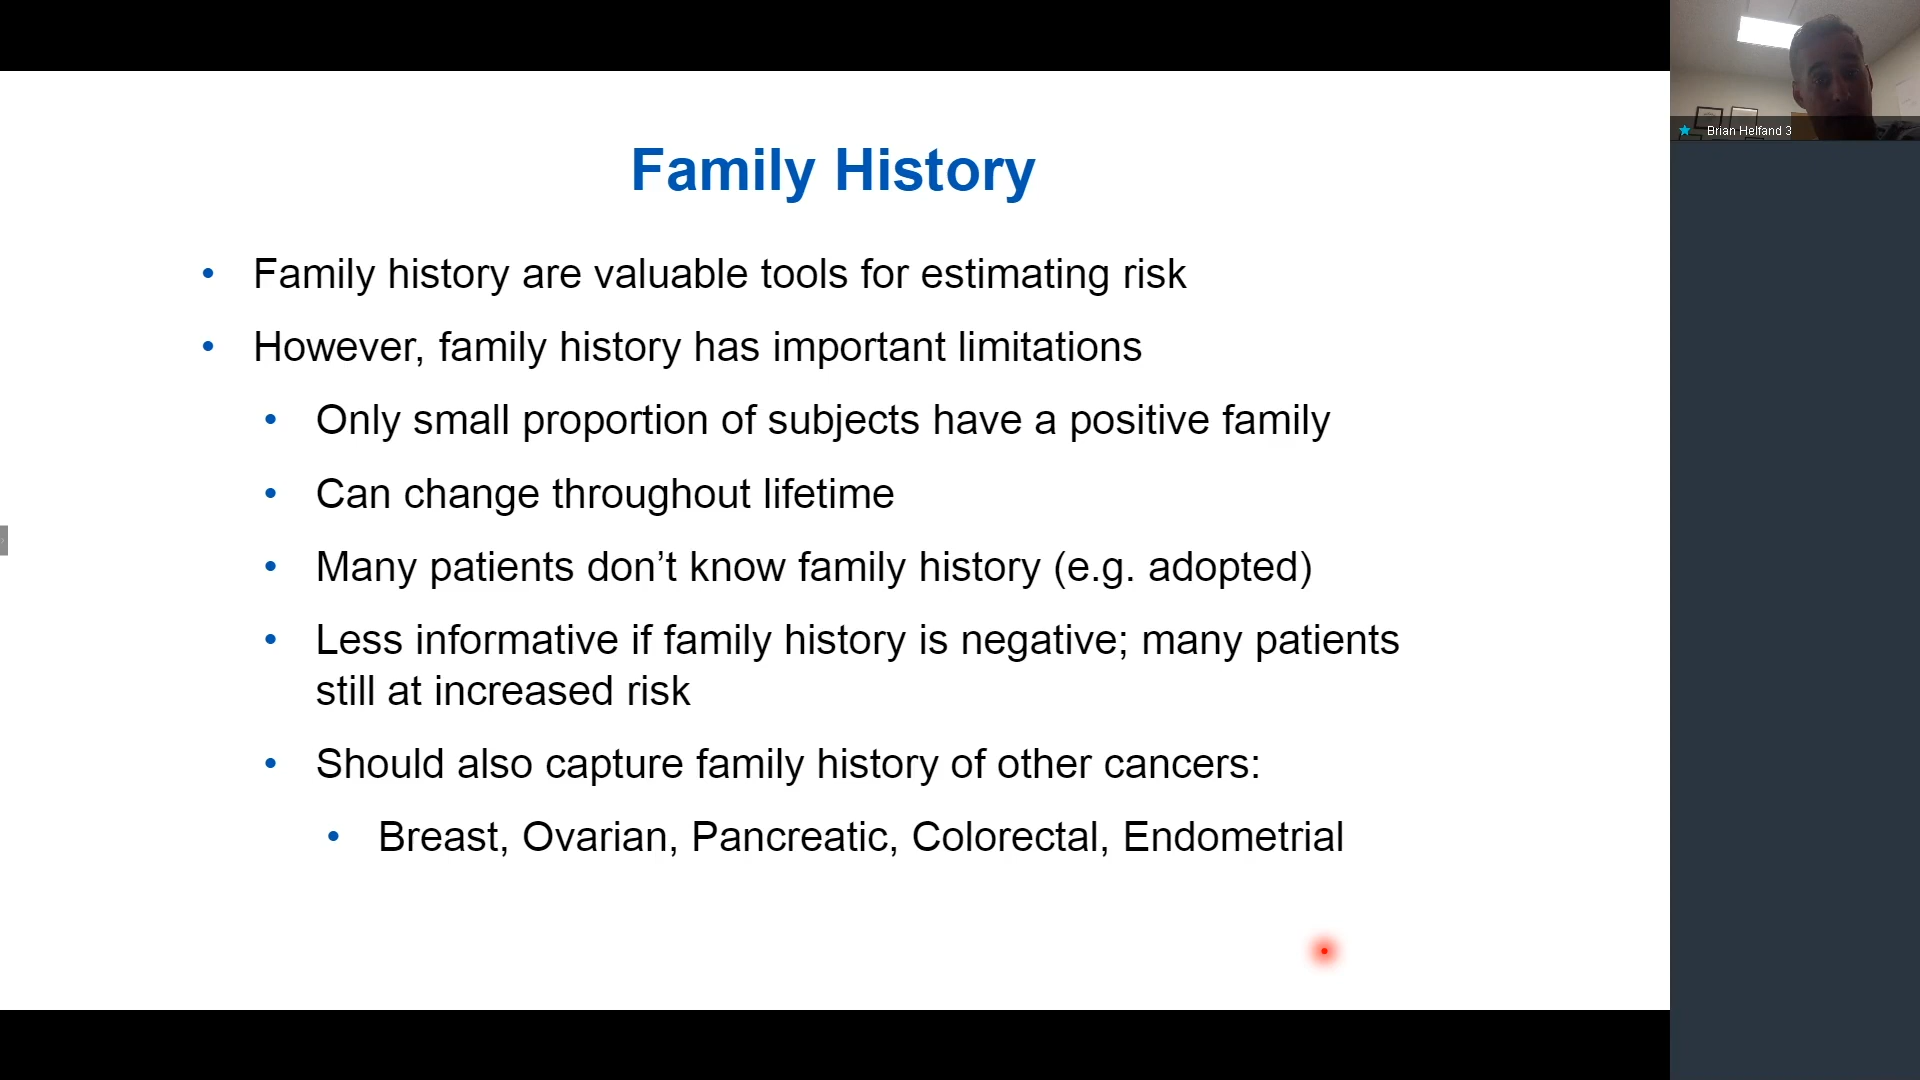 Family History
• Family history are valuable tools for estimating risk
• However, family history has important limitations
• Only small proportion of subjects have a positive family
• Can change throughout lifetime
• Many patients don’t know family history (e.g. adopted)
• Less informative if family history is negative; many patients
still at increased risk
• Should also capture family history of other cancers:
• Breast, Ovarian, Pancreatic, Colorectal, Endometrial
Brian Helfand 3